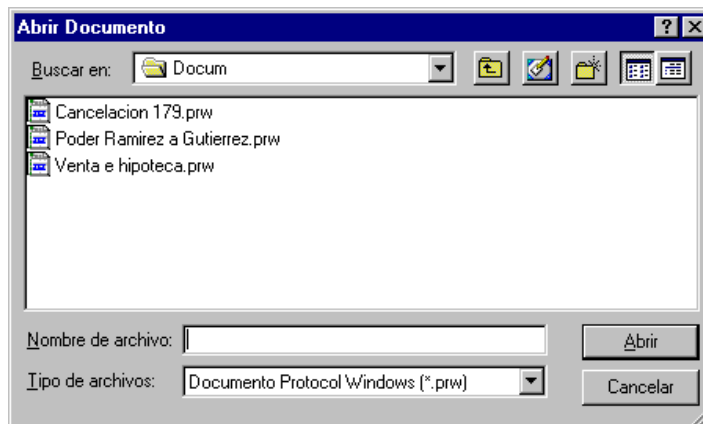 Abrir Documento
Buscar en: Docum
Cancelacion 179.prw
Poder Ramirez a Gutierrez.prw
Venta e hipoteca.prw
Nombre de archivo: Abrir
Tipo de archivos: Documento Protocol Windows (*.prw) Cancelar